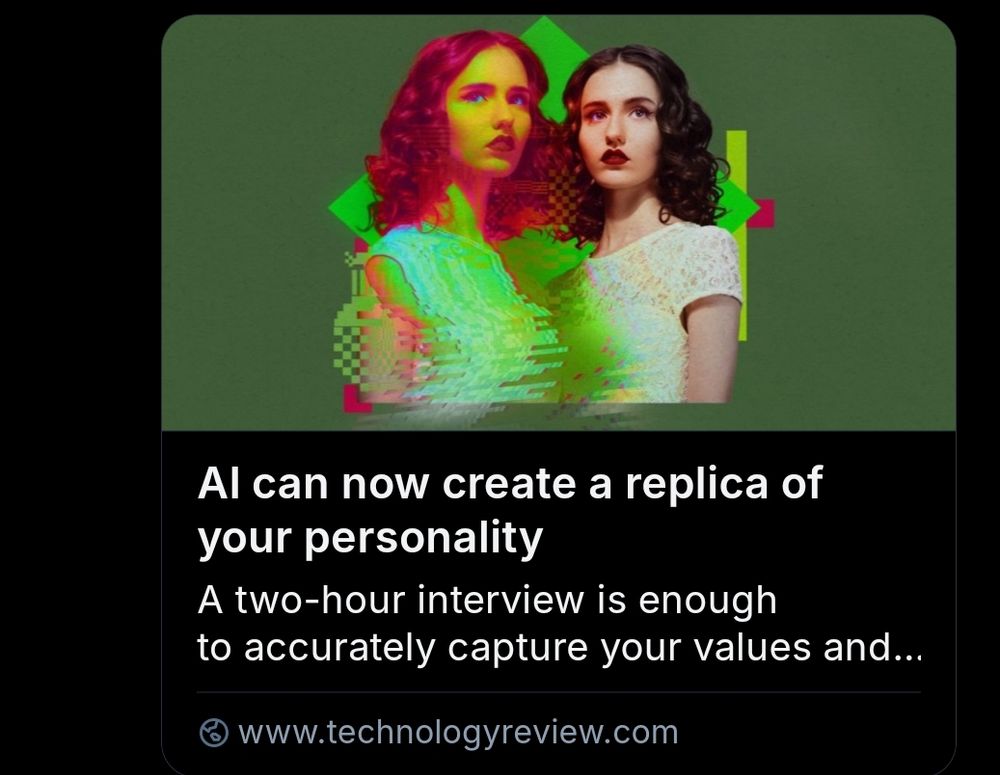 AI can now create a replica of
your personality
A two-hour interview is enough
to accurately capture your values and...
www.technologyreview.com